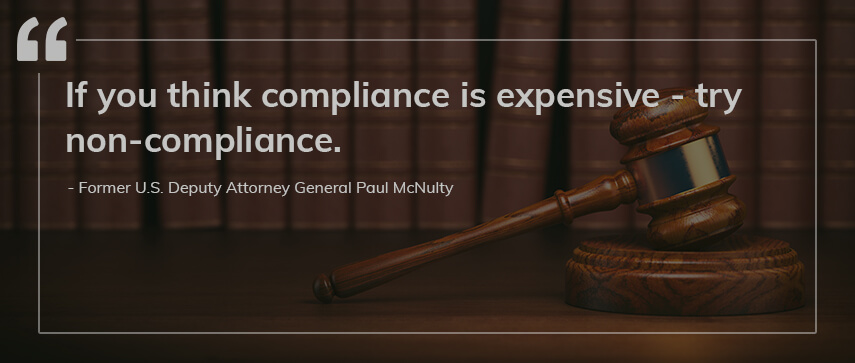 If you think compliance is expensive - try
non-compliance.
- Former U.S. Deputy Attorney General Paul McNulty